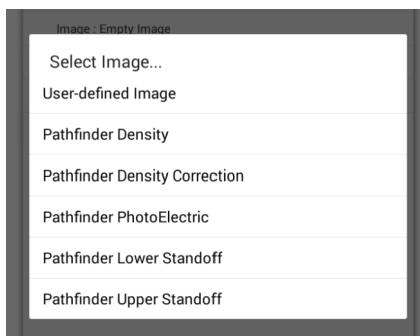 Image : Empty Image
Select Image...
User-defined Image
Pathfinder Density
Pathfinder Density Correction
Pathfinder PhotoElectric
Pathfinder Lower Standoff
Pathfinder Upper Standoff